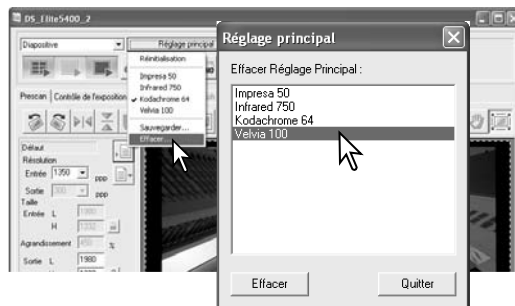 DS_Elite5400_2
Diapositive
Réglage principal
Réinitialisation
Impresa 50
Infrared 750
Kodachrome 64
Velvia 100
Sauvegarder...
Effacer...
Prescan
Contrôle de l'exposition
Défaut
Résolution
Entrée 1350 ppp
Sortie 300 ppp
Taille
Entrée L 1980
H 1232
Agrandissement %
Sortie L 1980
Réglage principal
Effacer Réglage Principal :
Impresa 50
Infrared 750
Kodachrome 64
Velvia 100
Effacer
Quitter